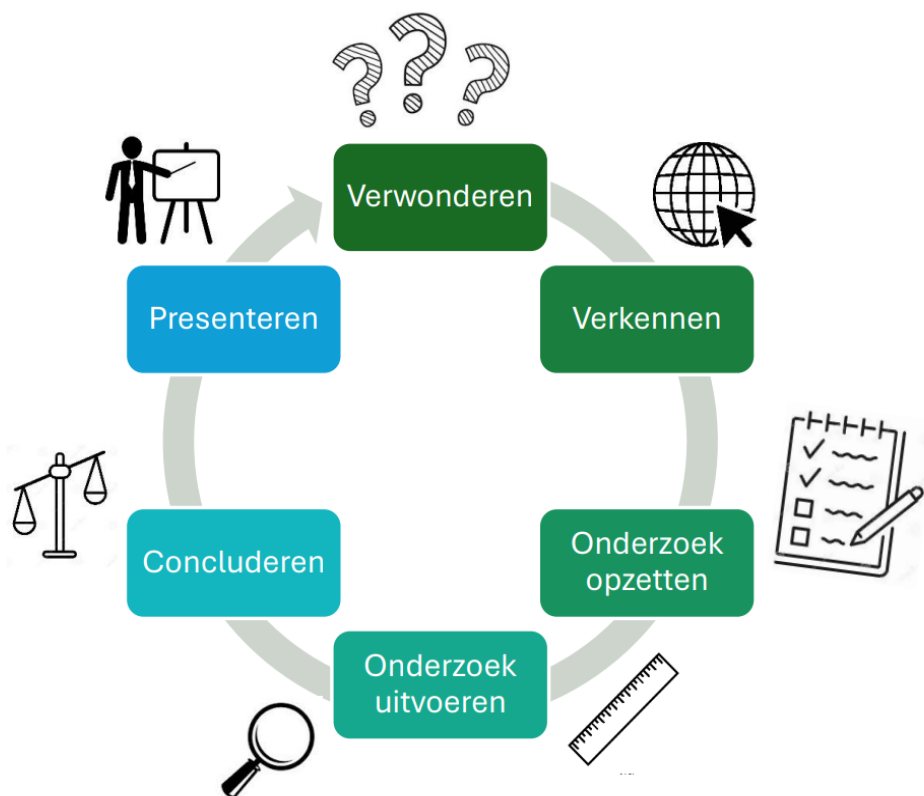 Verwonderen
Verkennen
Onderzoek
opzetten
Onderzoek
uitvoeren
Concluderen
Presenteren